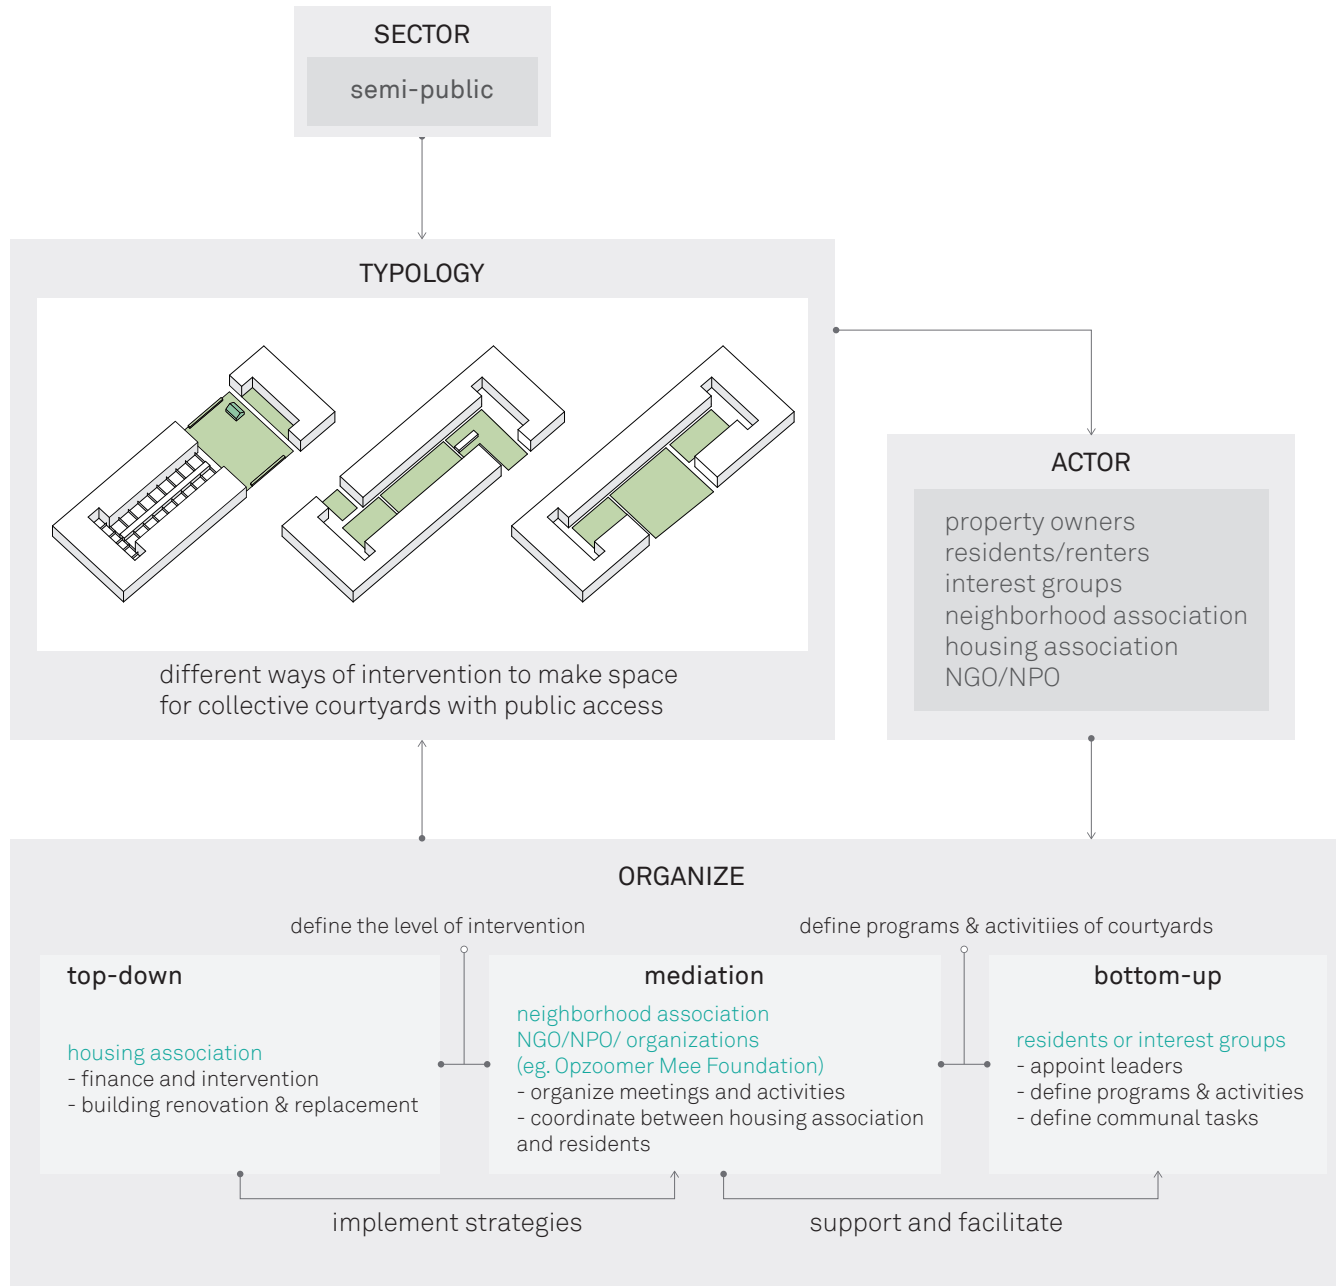 SECTOR
semi-public
TYPOLOGY
different ways of intervention to make space
for collective courtyards with public access
ACTOR
property owners
residents/renters
interest groups
neighborhood association
housing association
NGO/NPO
ORGANIZE
define the level of intervention
define programs & activitiies of courtyards
top-down
housing association
- finance and intervention
- building renovation & replacement
mediation
neighborhood association
NGO/NPO/ organizations
(eg. Opzoomer Mee Foundation)
- organize meetings and activities
- coordinate between housing association
and residents
bottom-up
residents or interest groups
- appoint leaders
- define programs & activities
- define communal tasks
implement strategies
support and facilitate